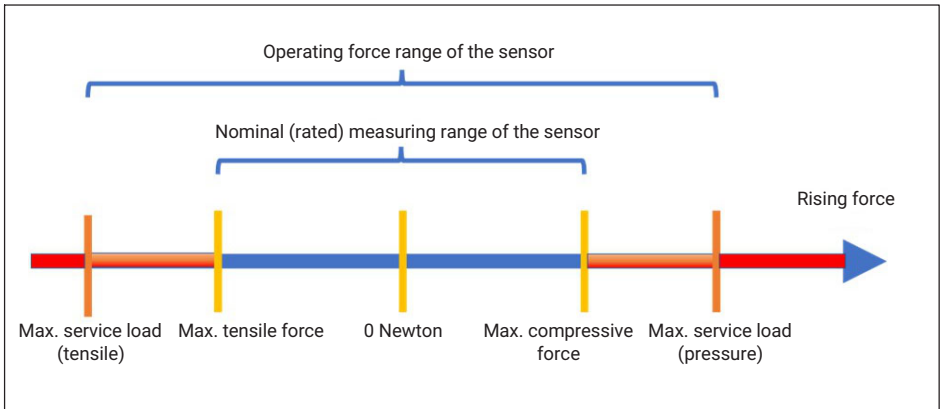 Operating force range of the sensor
Nominal (rated) measuring range of the sensor
Rising force
Max. service load
(tensile)
Max. tensile force
0 Newton
Max. compressive
force
Max. service load
(pressure)